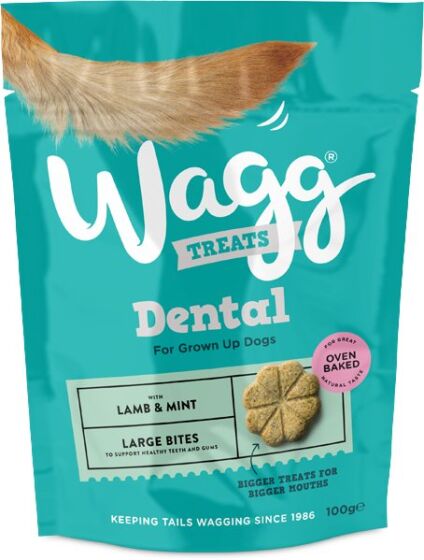 Wagg®
TREATS
Dental
For Grown Up Dogs
FOR GREAT
OVEN
BAKED
NATURAL TASTE
WITH
LAMB & MINT
LARGE BITES
TO SUPPORT HEALTHY TEETH AND GUMS
BIGGER TREATS FOR
BIGGER MOUTHS
KEEPING TAILS WAGGING SINCE 1986
100g℮